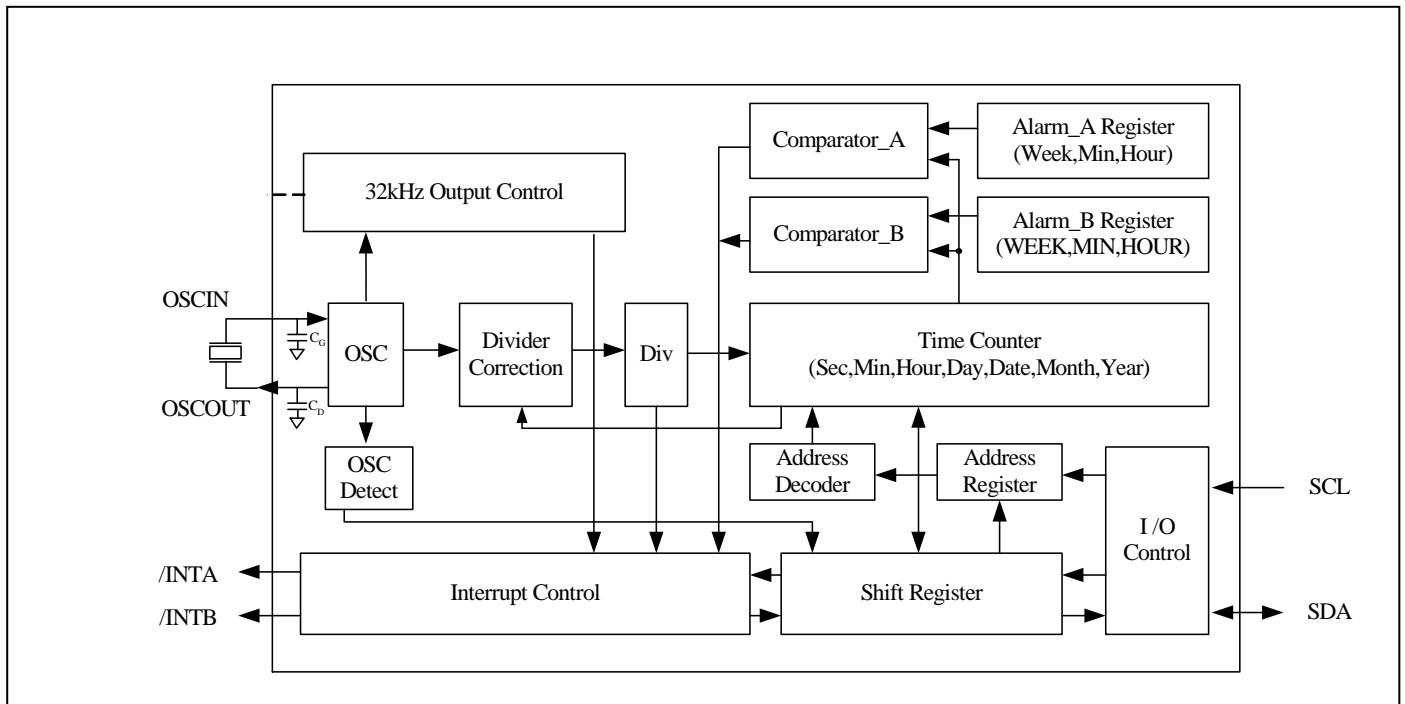 Comparator_A
Alarm_A Register
(Week,Min,Hour)
32kHz Output Control
Comparator_B
Alarm_B Register
(WEEK,MIN,HOUR)
OSCIN
CG
OSC
Divider
Correction
Div
Time Counter
(Sec,Min,Hour,Day,Date,Month,Year)
OSCOUT
CD
OSC
Detect
Address
Decoder
Address
Register
SCL
I /O
Control
/INTA
Interrupt Control
Shift Register
/INTB
SDA